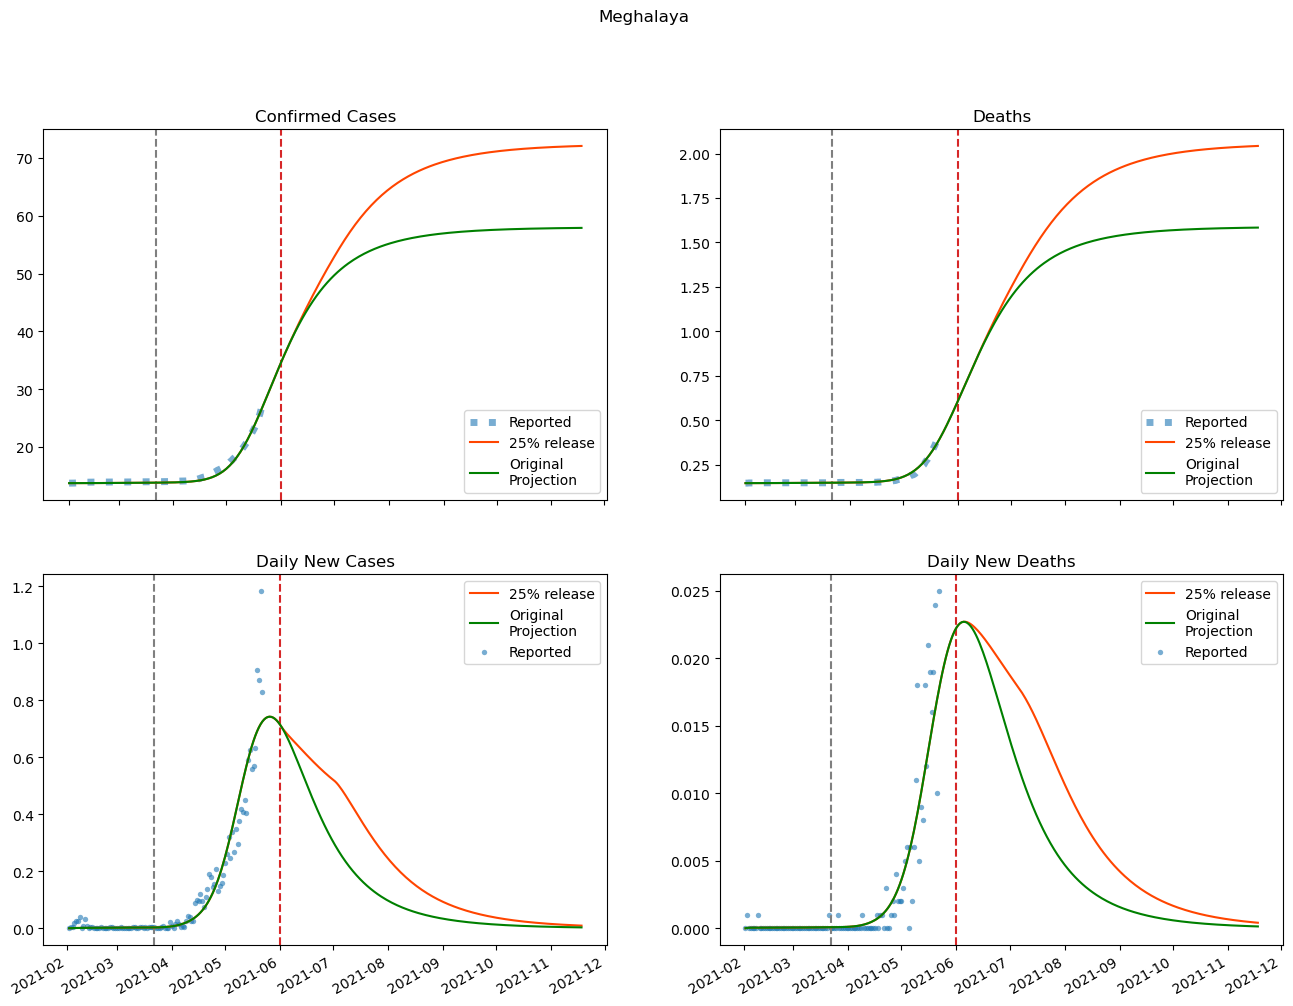 Meghalaya
Confirmed Cases
70
60
50
40
30
20
Reported
25% release
Original
Projection
Deaths
2.00
1.75
1.50
1.25
1.00
0.75
0.50
0.25
Reported
25% release
Original
Projection
Daily New Cases
1.2
1.0
0.8
0.6
0.4
0.2
0.0
25% release
Original
Projection
Reported
2021-02
2021-03
2021-04
2021-05
2021-06
2021-07
2021-08
2021-09
2021-10
2021-11
2021-12
Daily New Deaths
0.025
0.020
0.015
0.010
0.005
0.000
25% release
Original
Projection
Reported
2021-02
2021-03
2021-04
2021-05
2021-06
2021-07
2021-08
2021-09
2021-10
2021-11
2021-12